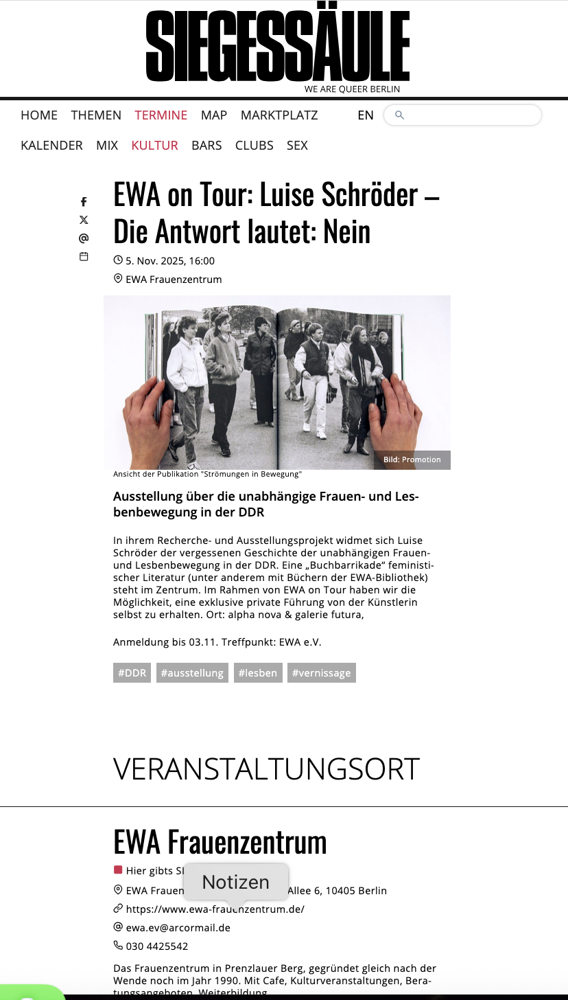 SIEGESSÄULE
WE ARE QUEER BERLIN
HOME THEMEN TERMINE MAP MARKTPLATZ EN
KALENDER MIX KULTUR BARS CLUBS SEX
EWA on Tour: Luise Schröder –
Die Antwort lautet: Nein
5. Nov. 2025, 16:00
EWA Frauenzentrum
Bild: Promotion
Ansicht der Publikation "Strömungen in Bewegung"
Ausstellung über die unabhängige Frauen- und Les-
benbewegung in der DDR
In ihrem Recherche- und Ausstellungsprojekt widmet sich Luise
Schröder der vergessenen Geschichte der unabhängigen Frauen-
und Lesbenbewegung in der DDR. Eine „Buchbarrikade“ feministi-
scher Literatur (unter anderem mit Büchern der EWA-Bibliothek)
steht im Zentrum. Im Rahmen von EWA on Tour haben wir die
Möglichkeit, eine exklusive private Führung von der Künstlerin
selbst zu erhalten. Ort: alpha nova & galerie futura,
Anmeldung bis 03.11. Treffpunkt: EWA e.V.
#DDR #ausstellung #lesben #vernissage
VERANSTALTUNGSORT
EWA Frauenzentrum
Hier gibts
Notizen
EWA Allee 6, 10405 Berlin
https://www.ewa-frauenzentrum.de/
ewa.ev@arcormail.de
030 4425542
Das Frauenzentrum in Prenzlauer Berg, gegründet gleich nach der
Wende noch im Jahr 1990. Mit Cafe, Kulturveranstaltungen, Bera-
tungsangeboten, Weiterbildung